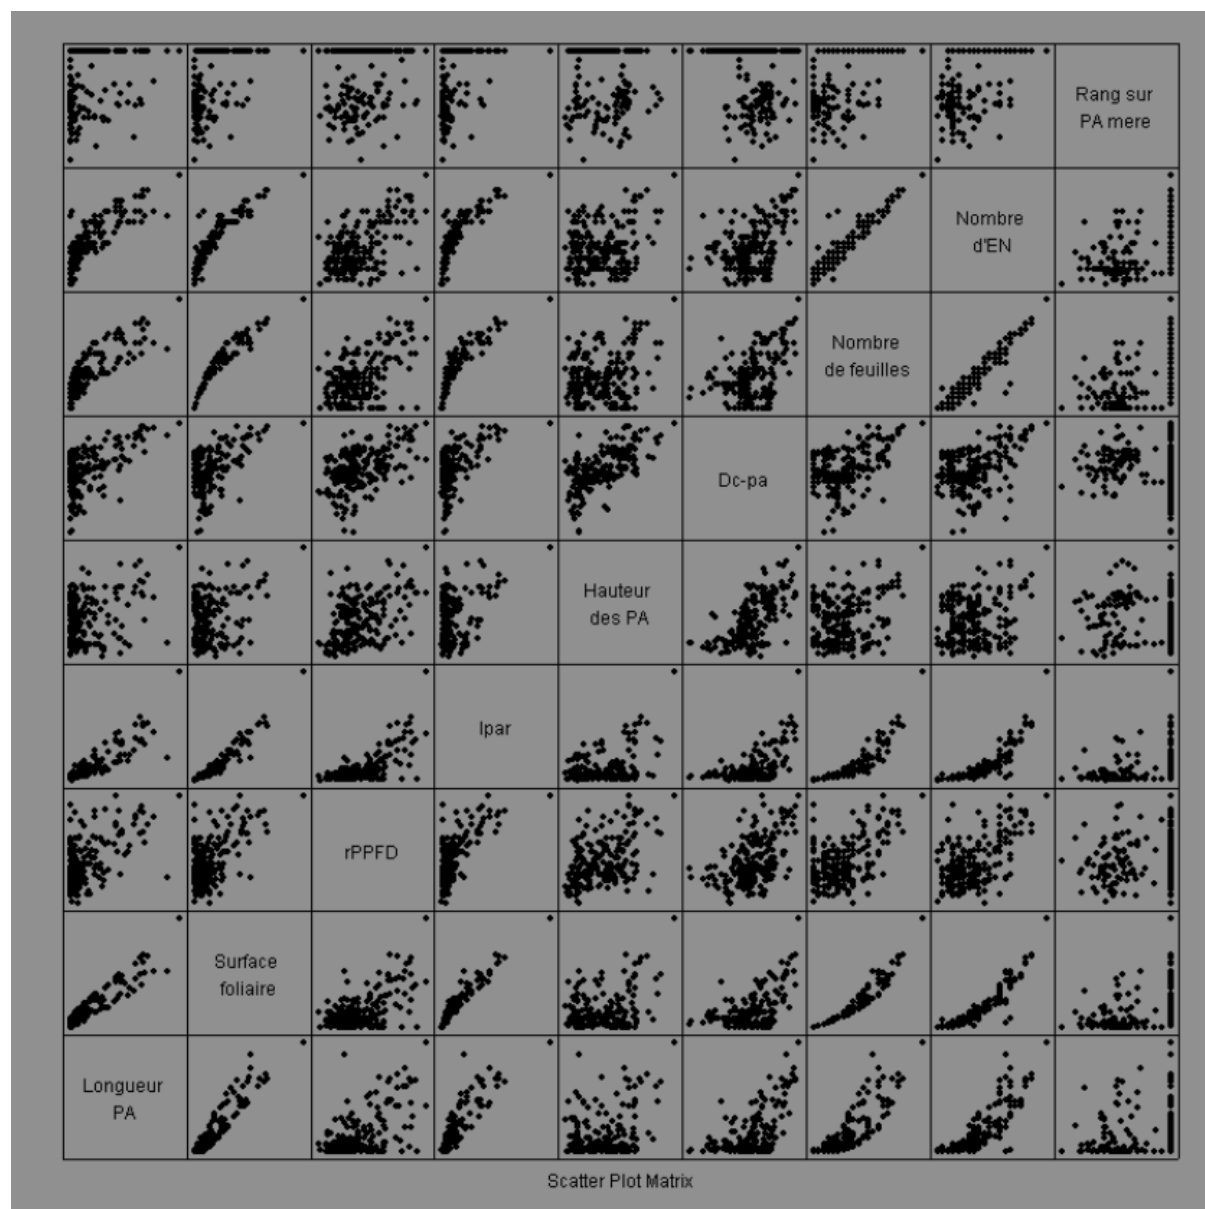 Rang sur
PA mere
Nombre
d'EN
Nombre
de feuilles
Dc-pa
Hauteur
des PA
Ipar
rPPFD
Surface
foliaire
Longueur
PA
Scatter Plot Matrix